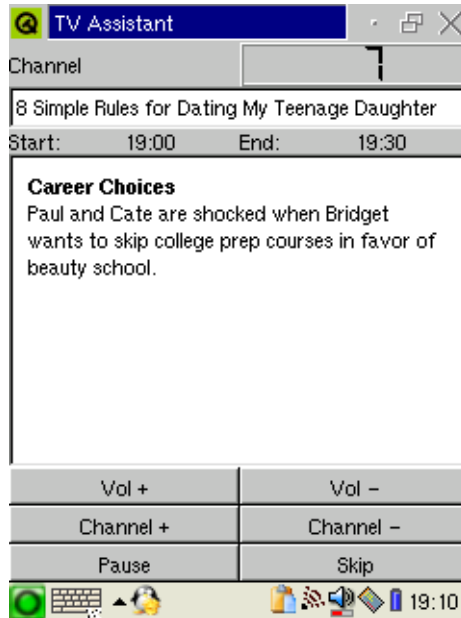 TV Assistant
Channel 7
8 Simple Rules for Dating My Teenage Daughter
Start: 19:00 End: 19:30
Career Choices
Paul and Cate are shocked when Bridget
wants to skip college prep courses in favor of
beauty school.
Vol + Vol –
Channel + Channel –
Pause Skip
19:10